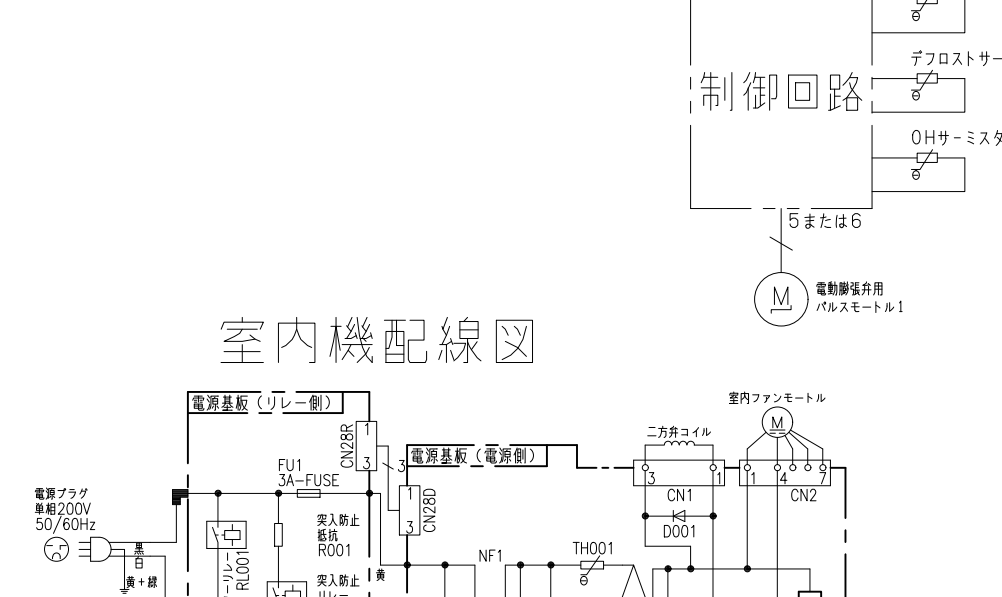 デフロストサー
制御回路
OHサーミスタ
5または6
M
電動膨張弁用
パルスモートル1
室内機配線図
電源基板(リレー側)
室内ファンモートル
M
1
CN28R
3
二方弁コイル
電源基板(電源側)
3
FU1
3A-FUSE
3
1
1
4
7
CN1
CN2
電源プラグ
単相200V
50/60Hz
1
CN28D
3
突入防止
抵抗
R001
D001
黒
白
黄+緑
RL001
NF1
TH001
黄
突入防止